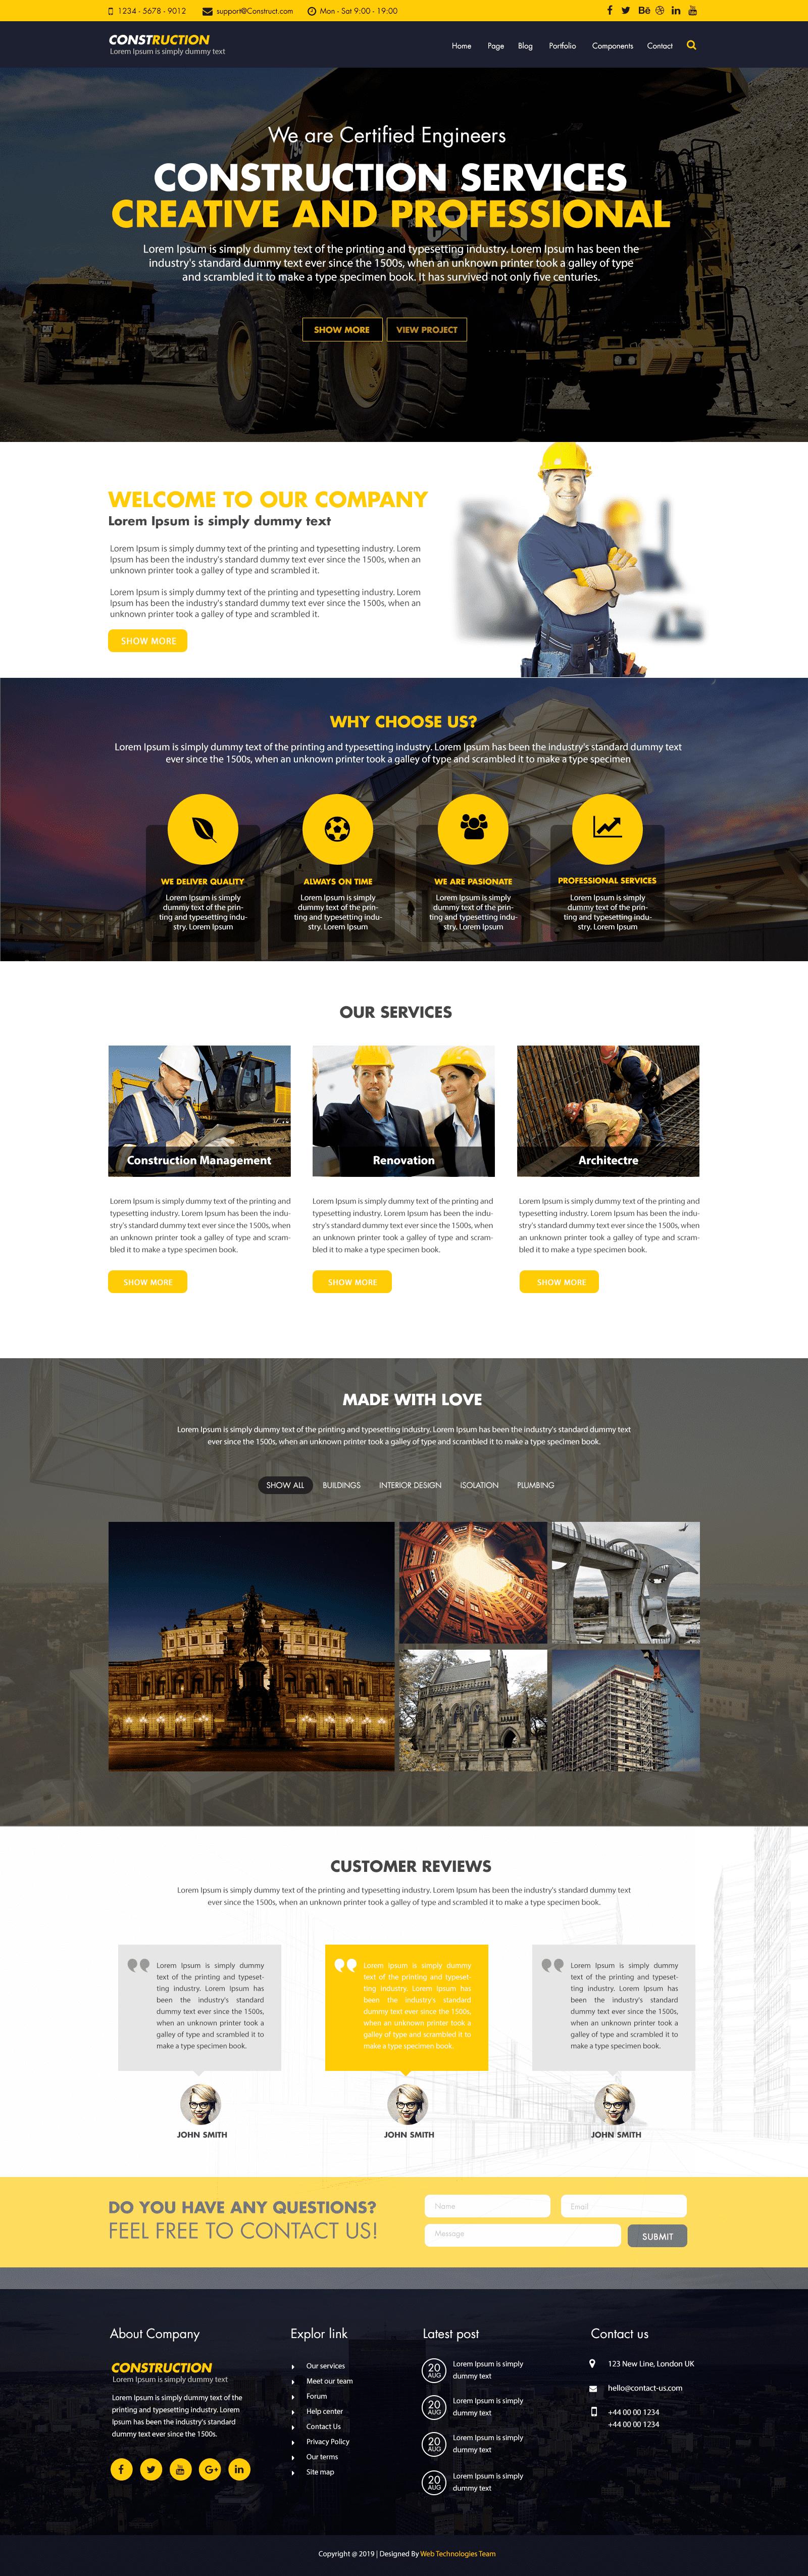 1234 - 5678 - 9012 support@Construct.com Mon - Sat 9:00 - 19:00
CONSTRUCTION
Lorem Ipsum is simply dummy text
Home Page Blog Portfolio Components Contact
We are Certified Engineers
CONSTRUCTION SERVICES
CREATIVE AND PROFESSIONAL
Lorem Ipsum is simply dummy text of the printing and typesetting industry. Lorem Ipsum has been the
industry's standard dummy text ever since the 1500s, when an unknown printer took a galley of type
and scrambled it to make a type specimen book. It has survived not only five centuries.
SHOW MORE VIEW PROJECT
WELCOME TO OUR COMPANY
Lorem Ipsum is simply dummy text
Lorem Ipsum is simply dummy text of the printing and typesetting industry. Lorem
Ipsum has been the industry's standard dummy text ever since the 1500s, when an
unknown printer took a galley of type and scrambled it.
Lorem Ipsum is simply dummy text of the printing and typesetting industry. Lorem
Ipsum has been the industry's standard dummy text ever since the 1500s, when an
unknown printer took a galley of type and scrambled it.
SHOW MORE
WHY CHOOSE US?
Lorem Ipsum is simply dummy text of the printing and typesetting industry. Lorem Ipsum has been the industry's standard dummy text
ever since the 1500s, when an unknown printer took a galley of type and scrambled it to make a type specimen
WE DELIVER QUALITY
Lorem Ipsum is simply
dummy text of the prin-
ting and typesetting indu-
stry. Lorem Ipsum
ALWAYS ON TIME
Lorem Ipsum is simply
dummy text of the prin-
ting and typesetting indu-
stry. Lorem Ipsum
WE ARE PASIONATE
Lorem Ipsum is simply
dummy text of the prin-
ting and typesetting indu-
stry. Lorem Ipsum
PROFESSIONAL SERVICES
Lorem Ipsum is simply
dummy text of the prin-
ting and typesetting indu-
stry. Lorem Ipsum
OUR SERVICES
Construction Management
Lorem Ipsum is simply dummy text of the printing and
typesetting industry. Lorem Ipsum has been the indu-
stry's standard dummy text ever since the 1500s, when
an unknown printer took a galley of type and scram-
bled it to make a type specimen book.
SHOW MORE
Renovation
Lorem Ipsum is simply dummy text of the printing and
typesetting industry. Lorem Ipsum has been the indu-
stry's standard dummy text ever since the 1500s, when
an unknown printer took a galley of type and scram-
bled it to make a type specimen book.
SHOW MORE
Architectre
Lorem Ipsum is simply dummy text of the printing and
typesetting industry. Lorem Ipsum has been the indu-
stry's standard dummy text ever since the 1500s, when
an unknown printer took a galley of type and scram-
bled it to make a type specimen book.
SHOW MORE
MADE WITH LOVE
Lorem Ipsum is simply dummy text of the printing and typesetting industry. Lorem Ipsum has been the industry's standard dummy text
ever since the 1500s, when an unknown printer took a galley of type and scrambled it to make a type specimen book.
SHOW ALL BUILDINGS INTERIOR DESIGN ISOLATION PLUMBING
CUSTOMER REVIEWS
Lorem Ipsum is simply dummy text of the printing and typesetting industry. Lorem Ipsum has been the industry's standard dummy text
ever since the 1500s, when an unknown printer took a galley of type and scrambled it to make a type specimen book.
Lorem Ipsum is simply dummy
text of the printing and typeset-
ting industry. Lorem Ipsum has
been the industry's standard
dummy text ever since the 1500s,
when an unknown printer took a
galley of type and scrambled it to
make a type specimen book.
JOHN SMITH
Lorem Ipsum is simply dummy
text of the printing and typeset-
ting industry. Lorem Ipsum has
been the industry's standard
dummy text ever since the 1500s,
when an unknown printer took a
galley of type and scrambled it to
make a type specimen book.
JOHN SMITH
Lorem Ipsum is simply dummy
text of the printing and typeset-
ting industry. Lorem Ipsum has
been the industry's standard
dummy text ever since the 1500s,
when an unknown printer took a
galley of type and scrambled it to
make a type specimen book.
JOHN SMITH
DO YOU HAVE ANY QUESTIONS?
FEEL FREE TO CONTACT US!
Name Email
Message SUBMIT
About Company
CONSTRUCTION
Lorem Ipsum is simply dummy text
Lorem Ipsum is simply dummy text of the
printing and typesetting industry. Lorem
Ipsum has been the industry's standard
dummy text ever since the 1500s.
Explor link
Our services
Meet our team
Forum
Help center
Contact Us
Privacy Policy
Our terms
Site map
Latest post
20 AUG
Lorem Ipsum is simply
dummy text
20 AUG
Lorem Ipsum is simply
dummy text
20 AUG
Lorem Ipsum is simply
dummy text
20 AUG
Lorem Ipsum is simply
dummy text
Contact us
123 New Line, London UK
hello@contact-us.com
+44 00 00 1234
+44 00 00 1234
Copyright @ 2019 | Designed By Web Technologies Team